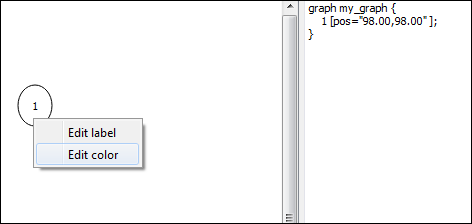 1
Edit label
Edit color
graph my_graph {
1 [pos="98.00,98.00" ];
}